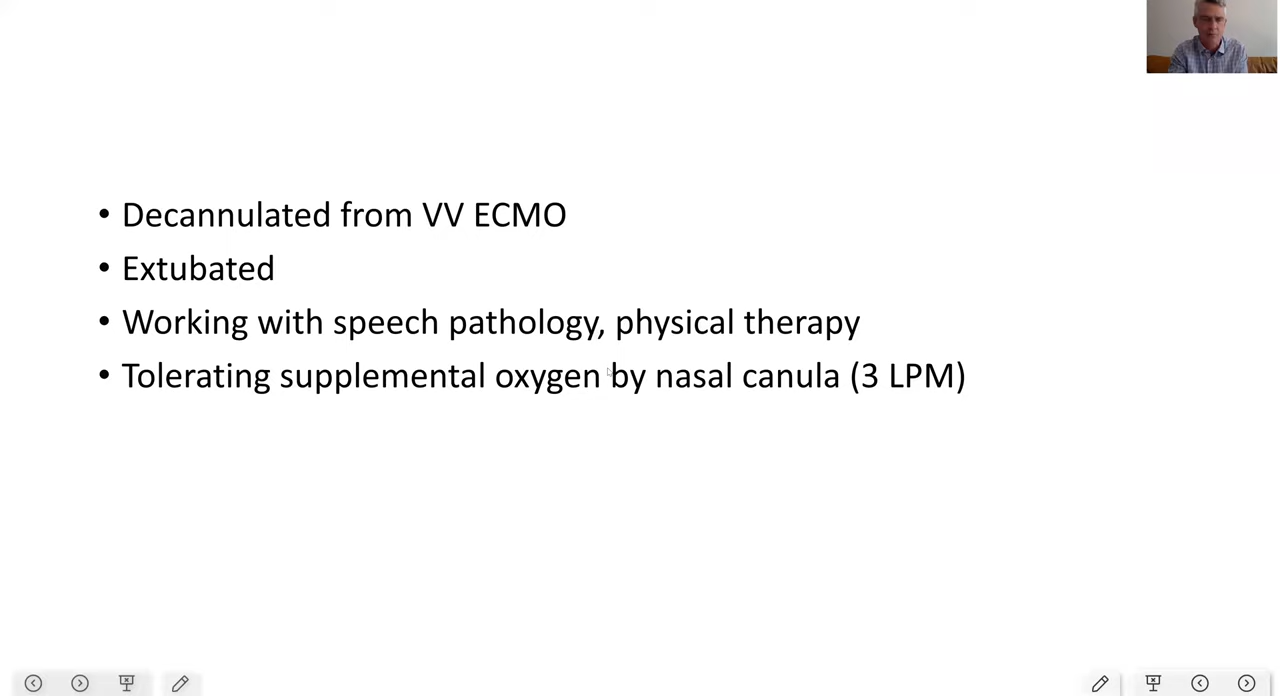 • Decannulated from VV ECMO
• Extubated
• Working with speech pathology, physical therapy
• Tolerating supplemental oxygen by nasal canula (3 LPM)